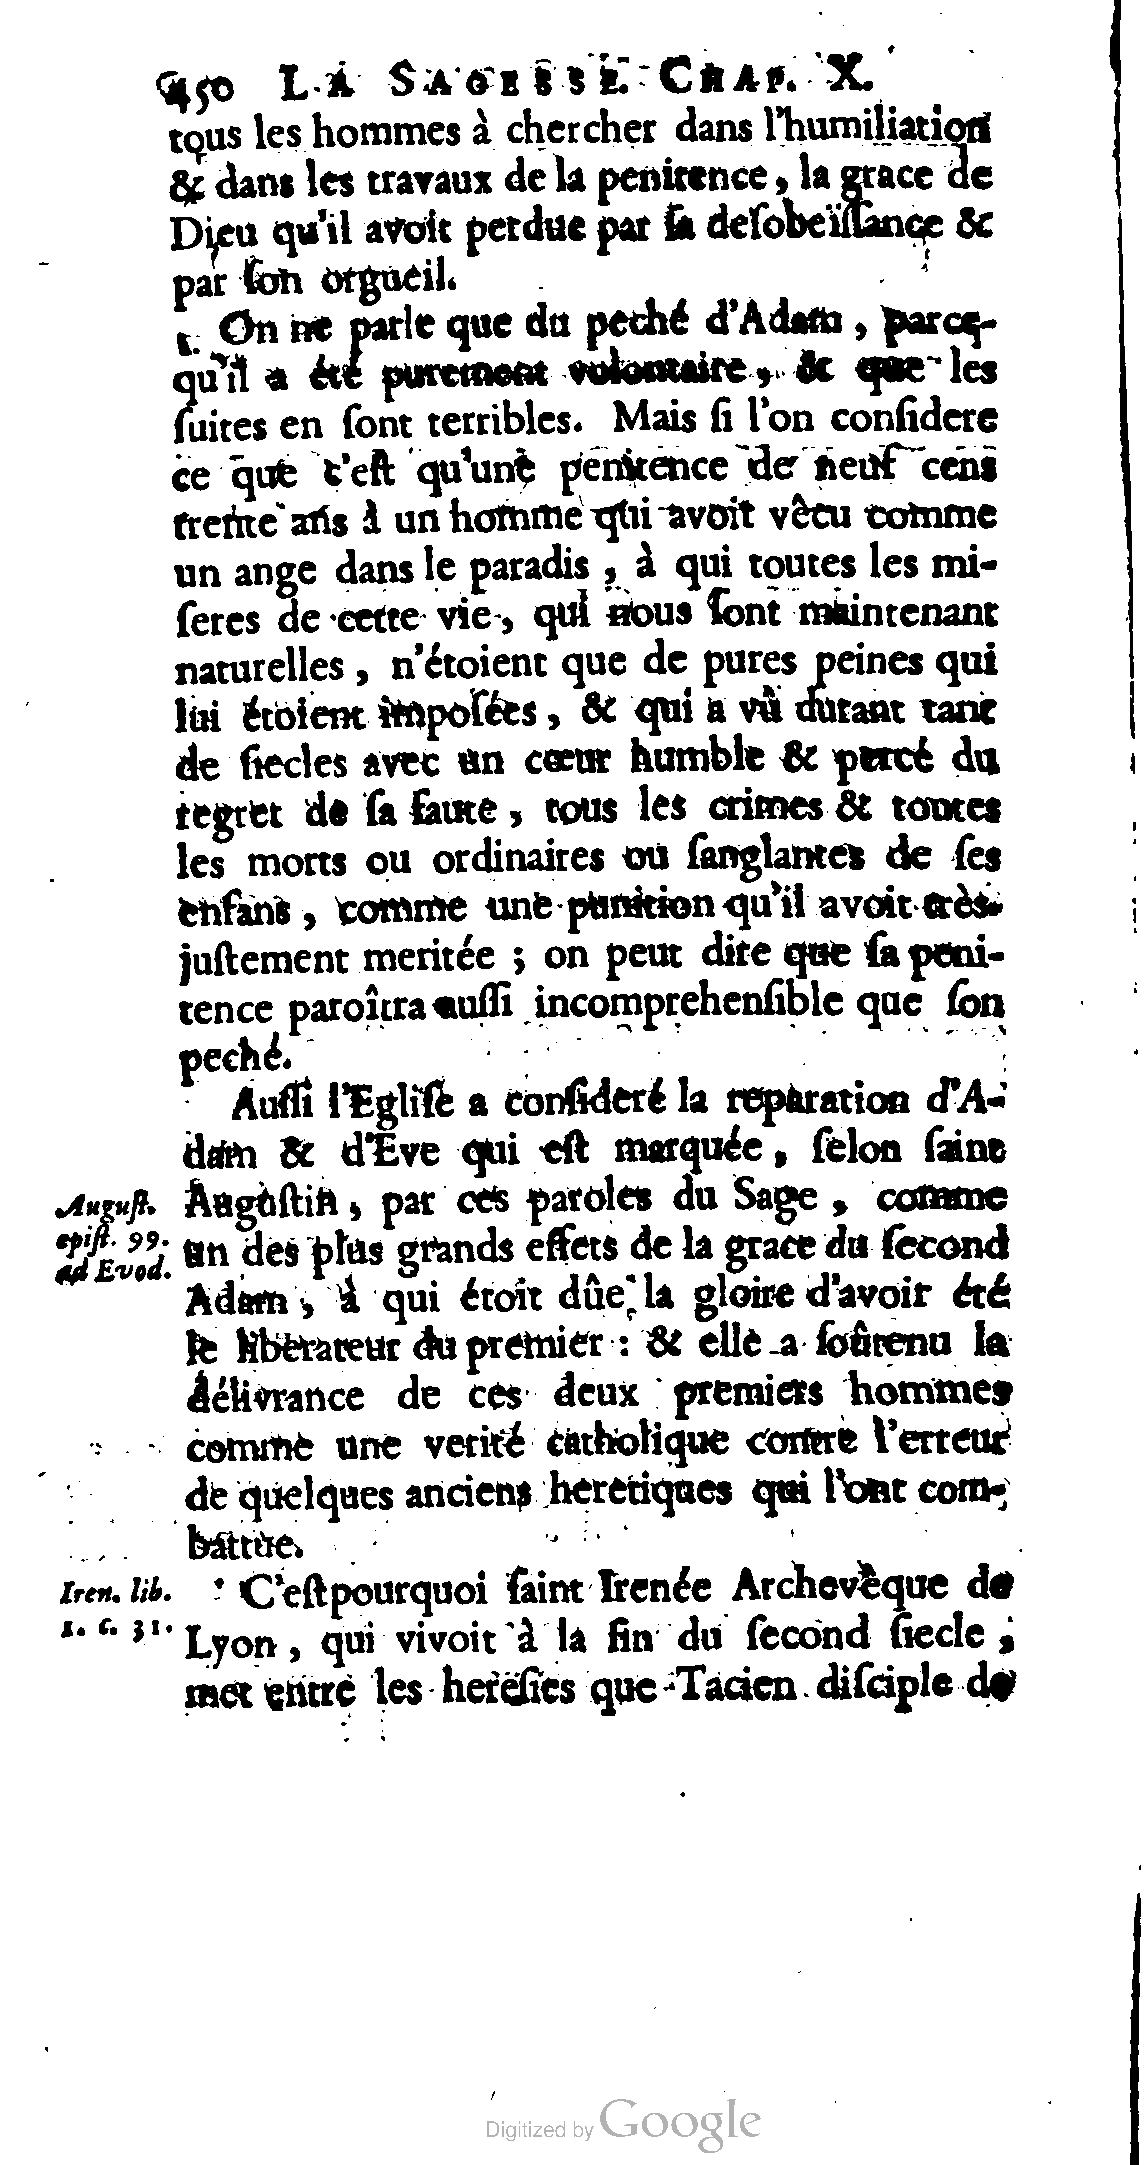 450 LA SAGESSE. CHAP. X.
tous les hommes à chercher dans l'humiliation
& dans les travaux de la penitence, la grace de
Dieu qu'il avoit perdue par ſa deſobeïſſance &
par ſon orgueil.
On ne parle que du peché d'Adam, parce-
qu'il a été purement volontaire, & que les
ſuites en ſont terribles. Mais ſi l'on conſidere
ce que c'eſt qu'une penitence de neuf cens
trente ans à un homme qui avoit vêcu comme
un ange dans le paradis, à qui toutes les mi-
ſeres de cette vie, qui nous ſont maintenant
naturelles, n'étoient que de pures peines qui
lui étoient impoſées, & qui a vû durant tant
de ſiecles avec un cœur humble & percé du
regret de ſa faute, tous les crimes & toutes
les morts ou ordinaires ou ſanglantes de ſes
enfans, comme une punition qu'il avoit très-
juſtement meritée ; on peut dire que ſa peni-
tence paroîtra auſſi incomprehenſible que ſon
peché.
Auſſi l'Egliſe a conſideré la reparation d'A-
dam & d'Eve qui eſt marquée, ſelon ſaint
Auguſtin, par ces paroles du Sage, comme
Auguſt.
epiſt. 99.
ad Evod.
un des plus grands effets de la grace du ſecond
Adam, à qui étoit dûe la gloire d'avoir été
le liberateur du premier : & elle a ſoûtenu la
délivrance de ces deux premiers hommes
comme une verité catholique contre l'erreur
de quelques anciens heretiques qui l'ont com-
battue.
Iren. lib.
1. c. 31.
C'eſtpourquoi ſaint Irenée Archevêque de
Lyon, qui vivoit à la fin du ſecond ſiecle,
met entre les hereſies que Tacien diſciple de
Digitized by Google